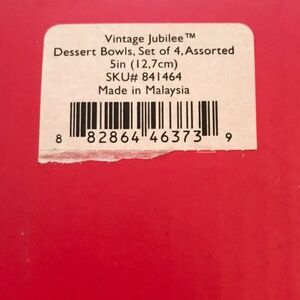 Vintage Jubilee™
Dessert Bowls, Set of 4, Assorted
5in (12,7cm)
SKU# 841464
Made in Malaysia
8 82864 46373 9